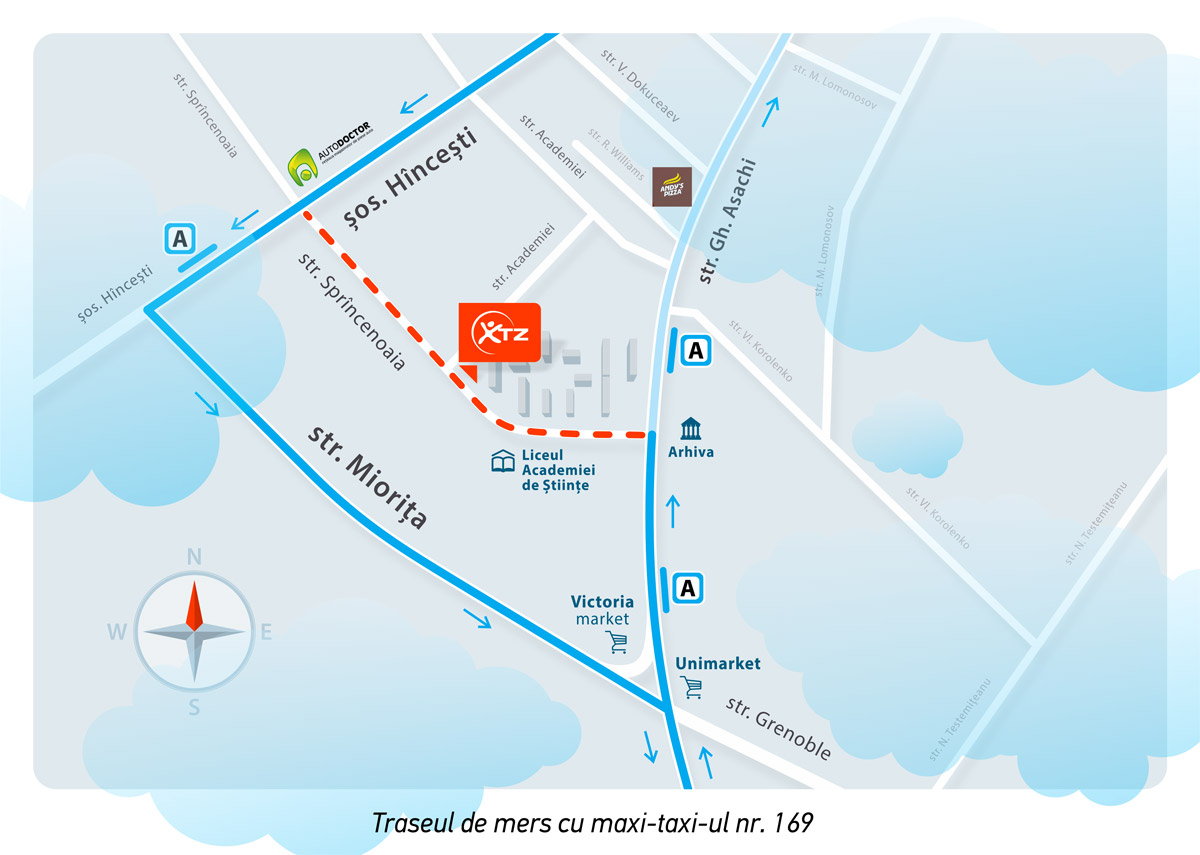 str. Sprîncenoaia
AUTODOCTOR
șos. Hîncești
str. V. Dokuceaev
str. M. Lomonosov
str. Academiei
str. R. Williams
ANDY'S
PIZZA
str. Gh. Asachi
A
șos. Hîncești
str. Sprîncenoaia
str. Academiei
str. M. Lomonosov
XTZ
A
str. Vl. Korolenko
str. Miorița
Arhiva
Liceul
Academiei
de Științe
str. Vl. Korolenko
str. N. Testemițeanu
N
W
E
S
A
Victoria
market
Unimarket
str. Grenoble
str. N. Testemițeanu
Traseul de mers cu maxi-taxi-ul nr. 169